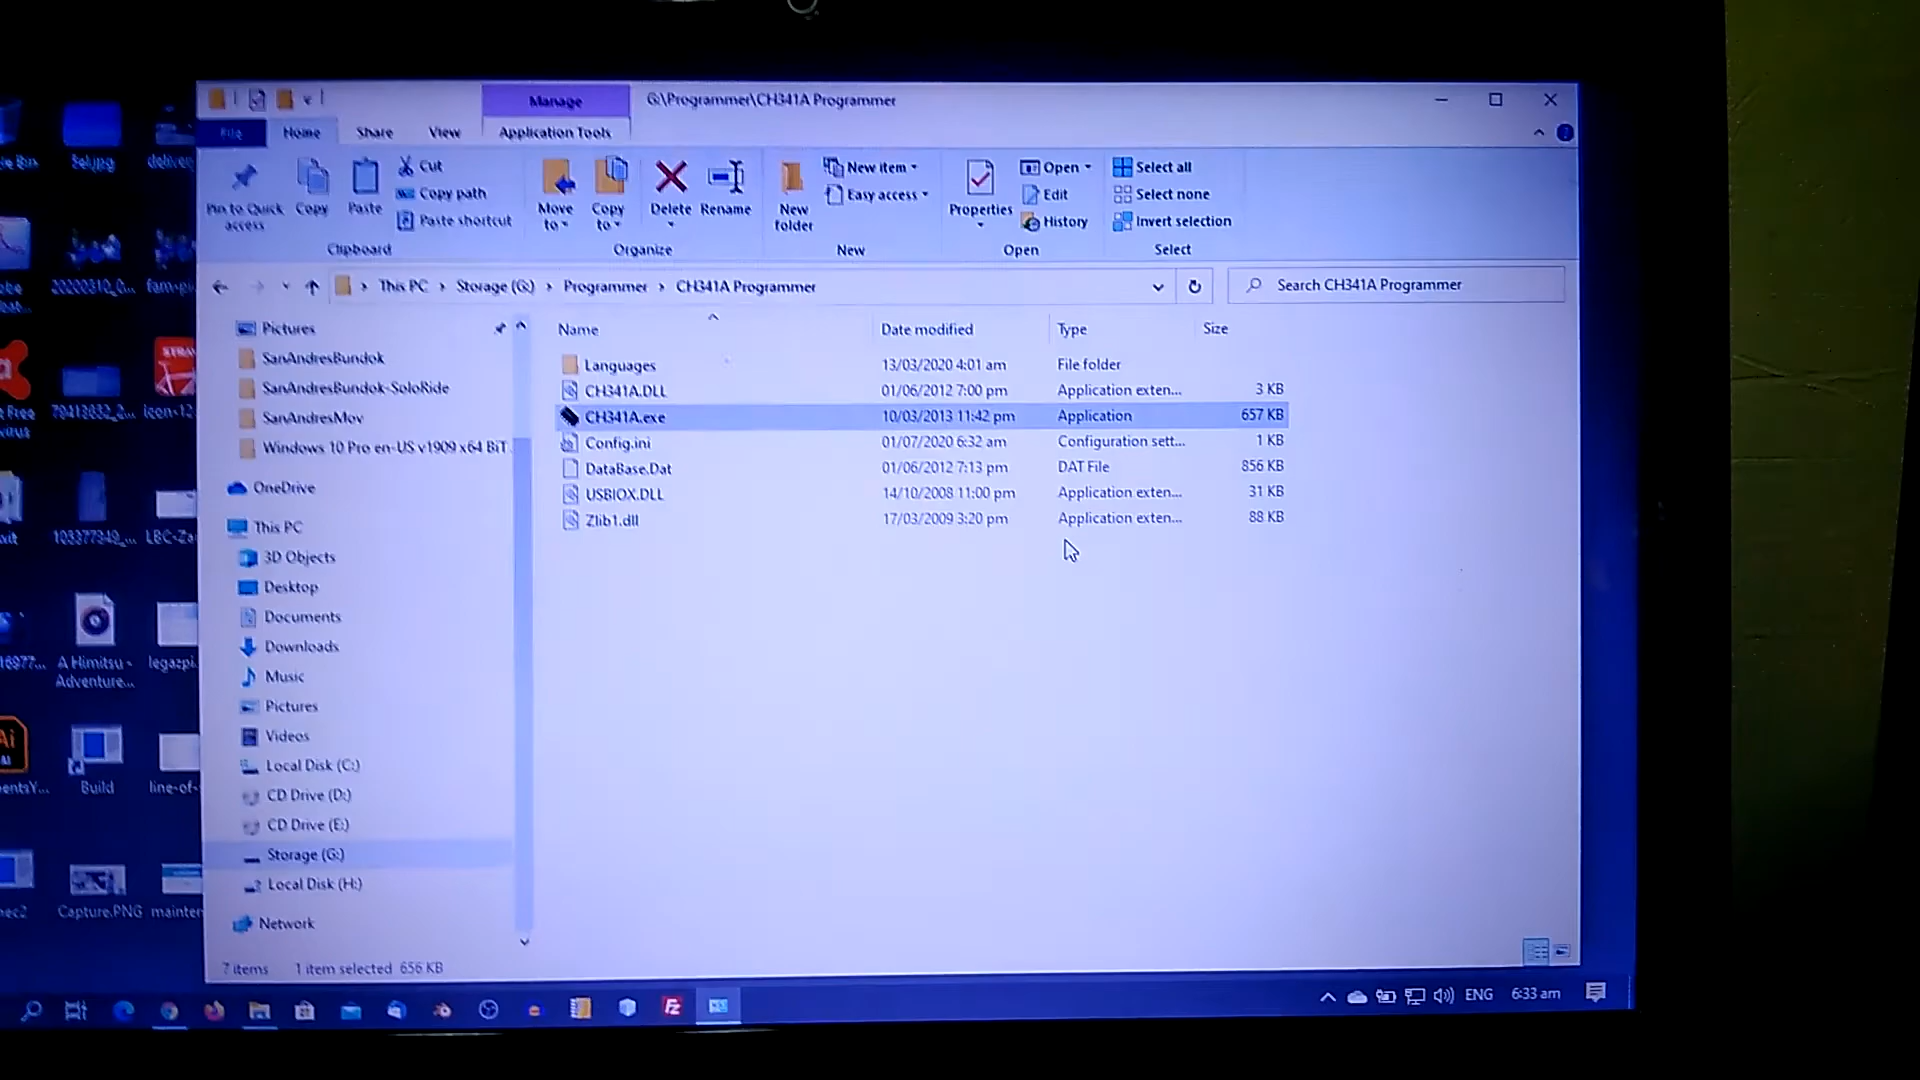 Manage
G:\Programmer\CH341A Programmer
File
Home
Share
View
Application Tools
Pin to Quick access
Copy
Paste
Cut
Copy path
Paste shortcut
Clipboard
Move to
Copy to
Delete
Rename
Organize
New folder
New item
Easy access
New
Properties
Open
Edit
History
Open
Select all
Select none
Invert selection
Select
This PC > Storage (G:) > Programmer > CH341A Programmer
Search CH341A Programmer
Name Date modified Type Size
Languages 13/03/2020 4:01 am File folder
CH341A.DLL 01/06/2012 7:00 pm Application exten... 3 KB
CH341A.exe 10/03/2013 11:42 pm Application 657 KB
Config.ini 01/07/2020 6:32 am Configuration sett... 1 KB
DataBase.Dat 01/06/2012 7:13 pm DAT File 856 KB
USBIOX.DLL 14/10/2008 11:00 pm Application exten... 31 KB
Zlib1.dll 17/03/2009 3:20 pm Application exten... 88 KB
Pictures
SanAndresBundok
SanAndresBundok-SoloRide
SanAndresMov
Windows 10 Pro en-US v1909 x64 BiT
OneDrive
This PC
3D Objects
Desktop
Documents
Downloads
Music
Pictures
Videos
Local Disk (C:)
CD Drive (D:)
CD Drive (E:)
Storage (G:)
Local Disk (H:)
Network
7 items 1 item selected 656 KB
A Himitsu -
Adventure...
legazpi.
Build
line-of-
Capture.PNG
mainten
ENG
6:33 am